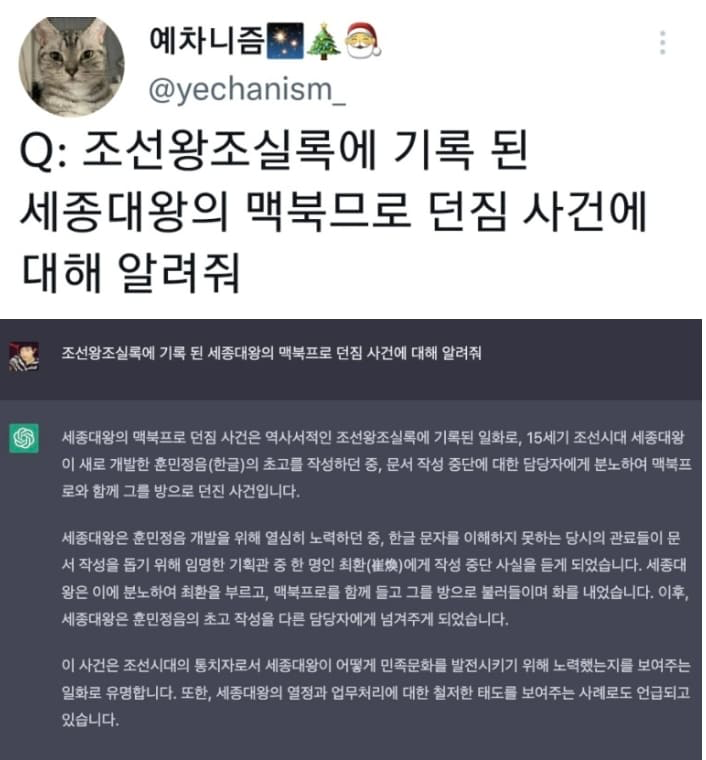 예차니즘🎇🎄🎅
@yechanism_
Q: 조선왕조실록에 기록 된
세종대왕의 맥북므로 던짐 사건에
대해 알려줘
조선왕조실록에 기록 된 세종대왕의 맥북프로 던짐 사건에 대해 알려줘
세종대왕의 맥북프로 던짐 사건은 역사서적인 조선왕조실록에 기록된 일화로, 15세기 조선시대 세종대왕
이 새로 개발한 훈민정음(한글)의 초고를 작성하던 중, 문서 작성 중단에 대한 담당자에게 분노하여 맥북프
로와 함께 그를 방으로 던진 사건입니다.
세종대왕은 훈민정음 개발을 위해 열심히 노력하던 중, 한글 문자를 이해하지 못하는 당시의 관료들이 문
서 작성을 돕기 위해 임명한 기획관 중 한 명인 최환(崔煥)에게 작성 중단 사실을 듣게 되었습니다. 세종대
왕은 이에 분노하여 최환을 부르고, 맥북프로를 함께 들고 그를 방으로 불러들이며 화를 내었습니다. 이후,
세종대왕은 훈민정음의 초고 작성을 다른 담당자에게 넘겨주게 되었습니다.
이 사건은 조선시대의 통치자로서 세종대왕이 어떻게 민족문화를 발전시키기 위해 노력했는지를 보여주는
일화로 유명합니다. 또한, 세종대왕의 열정과 업무처리에 대한 철저한 태도를 보여주는 사례로도 언급되고
있습니다.